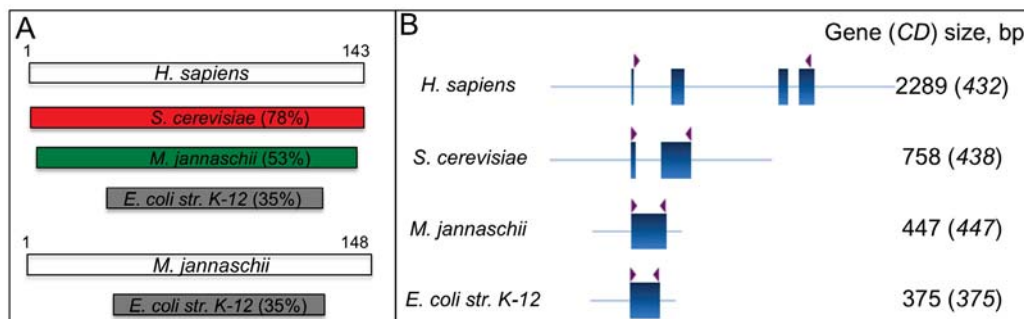 A
1 143
H. sapiens
S. cerevisiae (78%)
M. jannaschii (53%)
E. coli str. K-12 (35%)
1 148
M. jannaschii
E. coli str. K-12 (35%)
B
Gene (CD) size, bp
H. sapiens 2289 (432)
S. cerevisiae 758 (438)
M. jannaschii 447 (447)
E. coli str. K-12 375 (375)